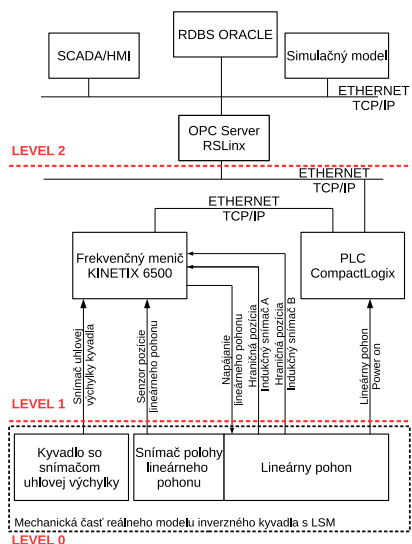 SCADA/HMI
RDBS ORACLE
Simulačný model
ETHERNET
TCP/IP
OPC Server
RSLinx
LEVEL 2
ETHERNET
TCP/IP
ETHERNET
TCP/IP
Frekvenčný menič
KINETIX 6500
PLC
CompactLogix
Snímač uhlovej
výchylky kyvadla
Senzor pozície
lineárneho pohonu
Napájanie
lineárneho pohonu
Hraničná pozícia
Indukčný snímač A
Hraničná pozícia
Indukčný snímač B
Lineárny pohon
Power on
LEVEL 1
Kyvadlo so
snímačom
uhlovej výchylky
Snímač polohy
lineárneho
pohonu
Lineárny pohon
Mechanická časť reálneho modelu inverzného kyvadla s LSM
LEVEL 0